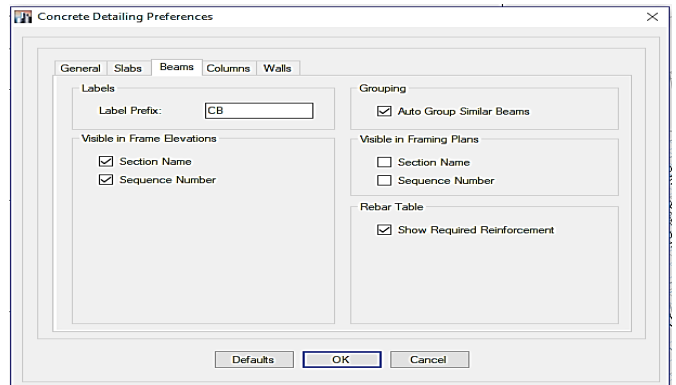 Concrete Detailing Preferences
General Slabs Beams Columns Walls
Labels
Label Prefix: CB
Visible in Frame Elevations
Section Name
Sequence Number
Grouping
Auto Group Similar Beams
Visible in Framing Plans
Section Name
Sequence Number
Rebar Table
Show Required Reinforcement
Defaults OK Cancel